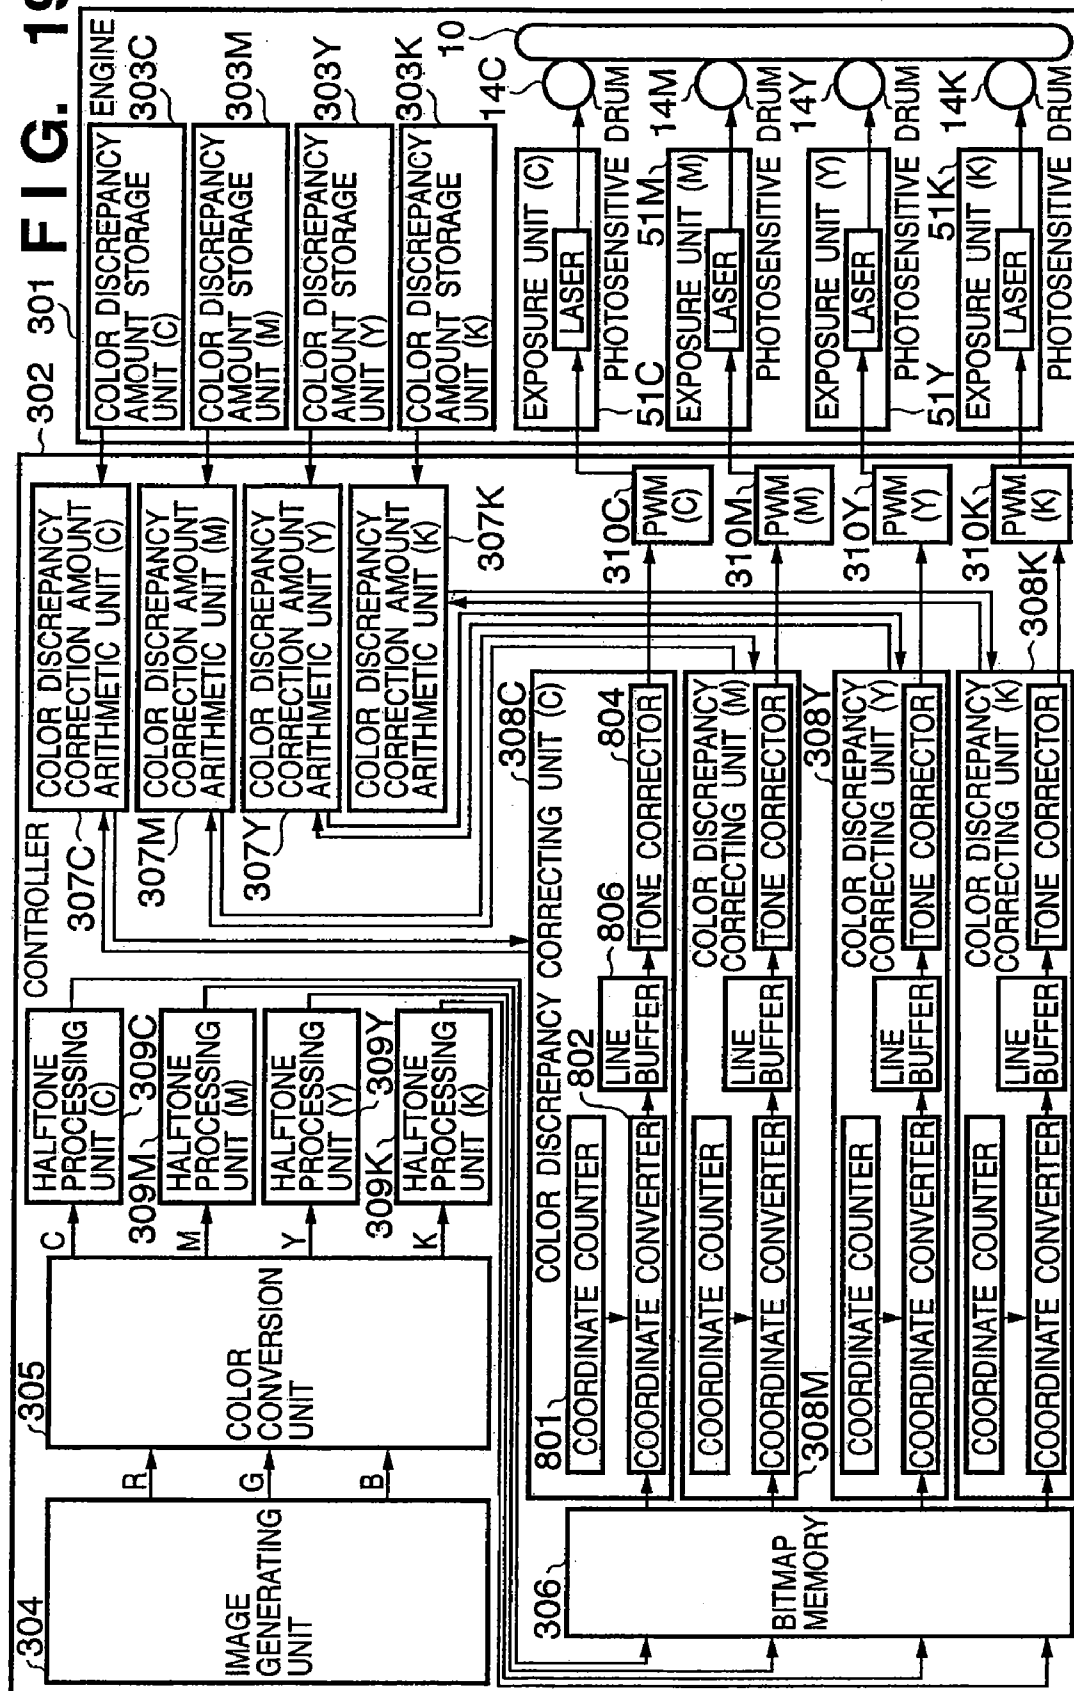 FIG. 19
302
301
ENGINE
303C
COLOR DISCREPANCY
AMOUNT STORAGE
UNIT (C)
303M
COLOR DISCREPANCY
AMOUNT STORAGE
UNIT (M)
303Y
COLOR DISCREPANCY
AMOUNT STORAGE
UNIT (Y)
303K
COLOR DISCREPANCY
AMOUNT STORAGE
UNIT (K)
CONTROLLER
304
IMAGE
GENERATING
UNIT
R
G
B
305
COLOR
CONVERSION
UNIT
C
M
Y
K
HALFTONE
PROCESSING
UNIT (C)
309C
309M
HALFTONE
PROCESSING
UNIT (M)
HALFTONE
PROCESSING
UNIT (Y)
309Y
309K
HALFTONE
PROCESSING
UNIT (K)
307C
COLOR DISCREPANCY
CORRECTION AMOUNT
ARITHMETIC UNIT (C)
307M
COLOR DISCREPANCY
CORRECTION AMOUNT
ARITHMETIC UNIT (M)
307Y
COLOR DISCREPANCY
CORRECTION AMOUNT
ARITHMETIC UNIT (Y)
COLOR DISCREPANCY
CORRECTION AMOUNT
ARITHMETIC UNIT (K)
307K
306
BITMAP
MEMORY
COLOR DISCREPANCY CORRECTING UNIT (C)
308C
801
COORDINATE COUNTER
802
COORDINATE CONVERTER
806
LINE
BUFFER
804
TONE CORRECTOR
COLOR DISCREPANCY
CORRECTING UNIT (M)
308M
COORDINATE COUNTER
COORDINATE CONVERTER
LINE
BUFFER
TONE CORRECTOR
COLOR DISCREPANCY
CORRECTING UNIT (Y)
308Y
COORDINATE COUNTER
COORDINATE CONVERTER
LINE
BUFFER
TONE CORRECTOR
COLOR DISCREPANCY
CORRECTING UNIT (K)
308K
COORDINATE COUNTER
COORDINATE CONVERTER
LINE
BUFFER
TONE CORRECTOR
310C
PWM
(C)
310M
PWM
(M)
310Y
PWM
(Y)
310K
PWM
(K)
EXPOSURE UNIT (C)
LASER
51C
EXPOSURE UNIT (M)
LASER
51M
EXPOSURE UNIT (Y)
LASER
51Y
EXPOSURE UNIT (K)
LASER
51K
10
14C
PHOTOSENSITIVE DRUM
14M
PHOTOSENSITIVE DRUM
14Y
PHOTOSENSITIVE DRUM
14K
PHOTOSENSITIVE DRUM